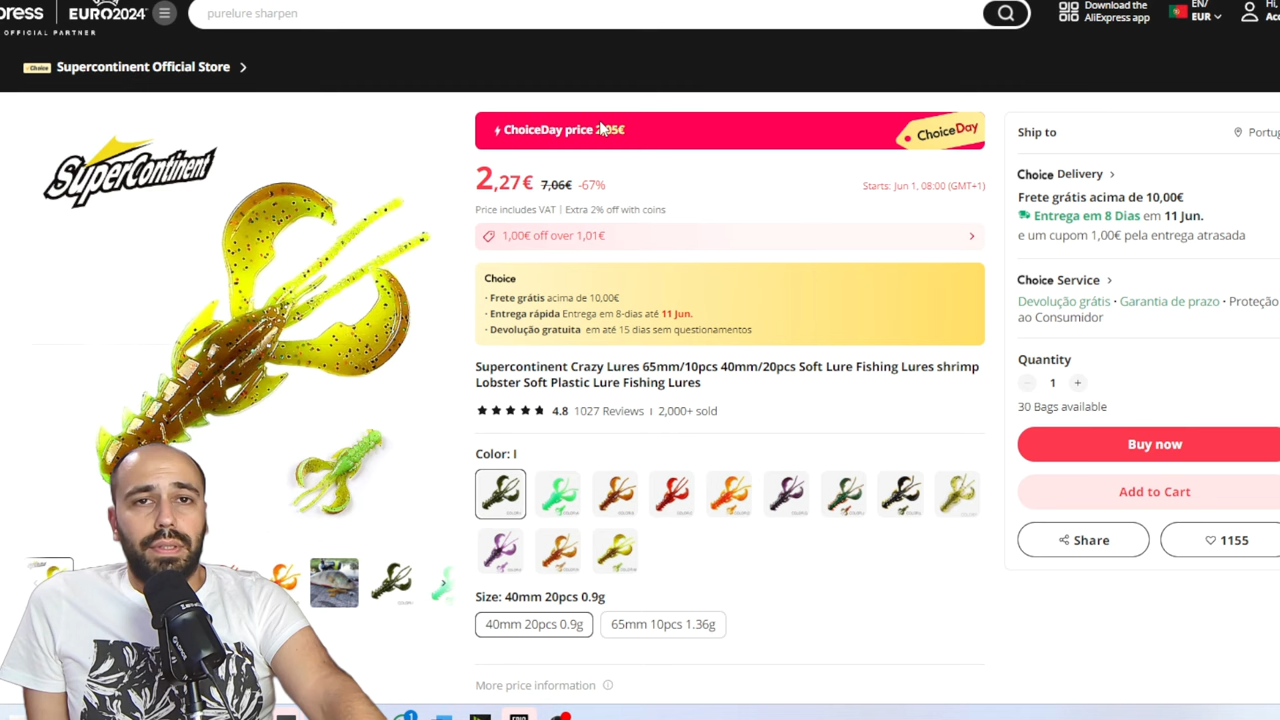 press
EURO2024
OFFICIAL PARTNER
purelure sharpen
Download the
AliExpress app
EN/
EUR
Hi,
Choice Supercontinent Official Store
SuperContinent
ChoiceDay price
ChoiceDay
2,27€ 7,06€ -67%
Starts: Jun 1, 08:00 (GMT+1)
Price includes VAT | Extra 2% off with coins
1,00€ off over 1,01€
Choice
· Frete grátis acima de 10,00€
· Entrega rápida Entrega em 8-dias até 11 Jun.
· Devolução gratuita em até 15 dias sem questionamentos
Supercontinent Crazy Lures 65mm/10pcs 40mm/20pcs Soft Lure Fishing Lures shrimp
Lobster Soft Plastic Lure Fishing Lures
4.8 1027 Reviews | 2,000+ sold
Color: I
Size: 40mm 20pcs 0.9g
40mm 20pcs 0.9g
65mm 10pcs 1.36g
More price information
Ship to
Portug
Choice Delivery
Frete grátis acima de 10,00€
Entrega em 8 Dias em 11 Jun.
e um cupom 1,00€ pela entrega atrasada
Choice Service
Devolução grátis · Garantia de prazo · Proteção
ao Consumidor
Quantity
1
30 Bags available
Buy now
Add to Cart
Share
1155